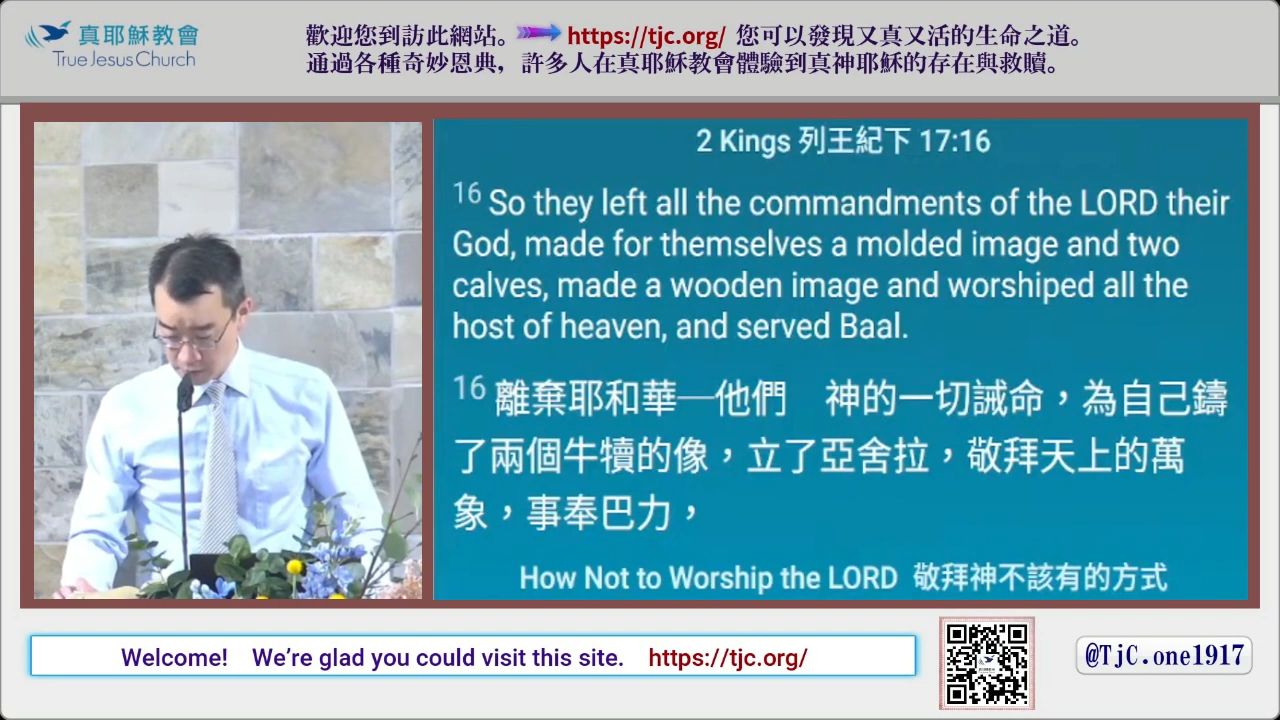 真耶穌教會
True Jesus Church
歡迎您到訪此網站。 https://tjc.org/ 您可以發現又真又活的生命之道。
通過各種奇妙恩典，許多人在真耶穌教會體驗到真神耶穌的存在與救贖。
2 Kings 列王紀下 17:16
16 So they left all the commandments of the LORD their
God, made for themselves a molded image and two
calves, made a wooden image and worshiped all the
host of heaven, and served Baal.
16 離棄耶和華─他們　神的一切誡命，為自己鑄
了兩個牛犢的像，立了亞舍拉，敬拜天上的萬
象，事奉巴力，
How Not to Worship the LORD 敬拜神不該有的方式
Welcome! We’re glad you could visit this site. https://tjc.org/
@TjC.one1917